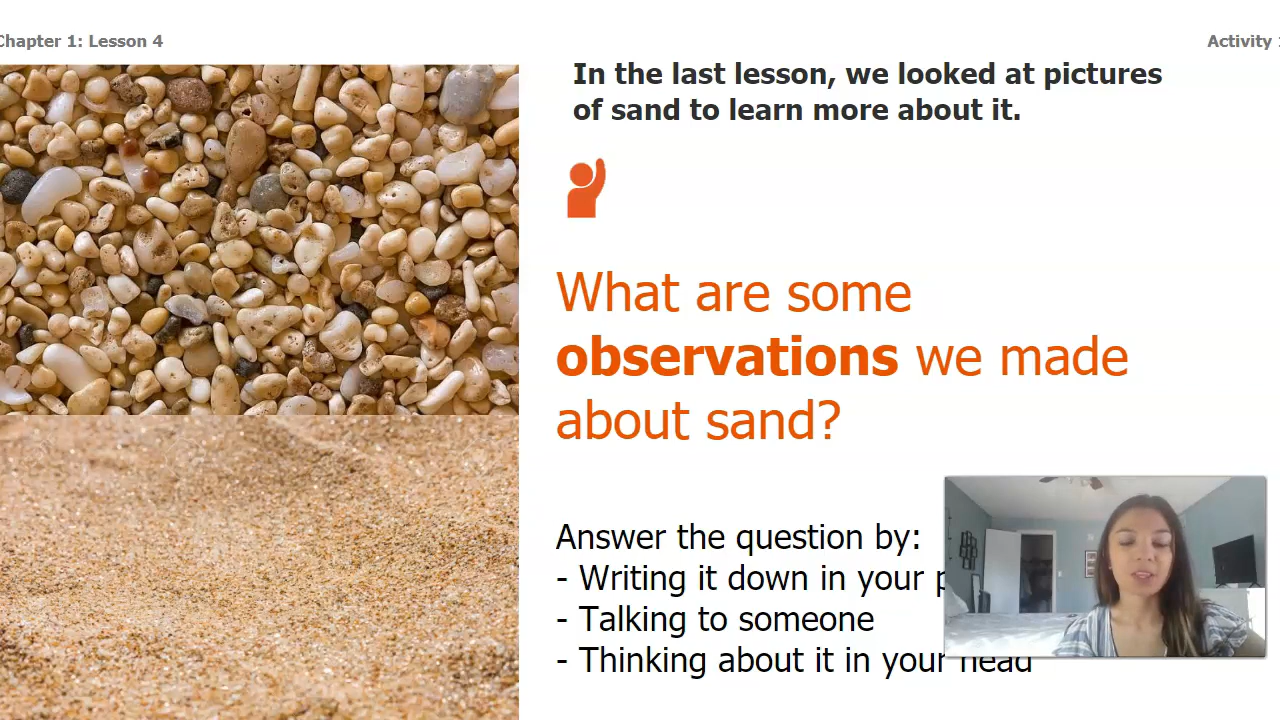 Chapter 1: Lesson 4
Activity
In the last lesson, we looked at pictures
of sand to learn more about it.
What are some
observations we made
about sand?
Answer the question by:
- Writing it down in your
- Talking to someone
- Thinking about it in your head